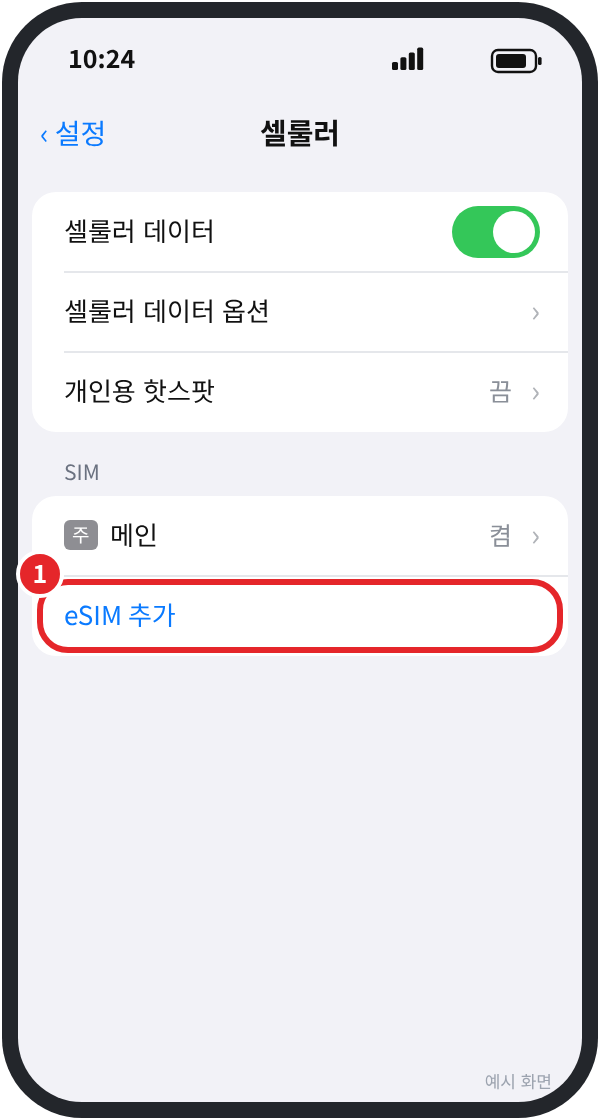 10:24
‹ 설정 셀룰러
셀룰러 데이터
셀룰러 데이터 옵션 ›
개인용 핫스팟 끔 ›
SIM
주 메인 켬 ›
1
eSIM 추가
예시 화면